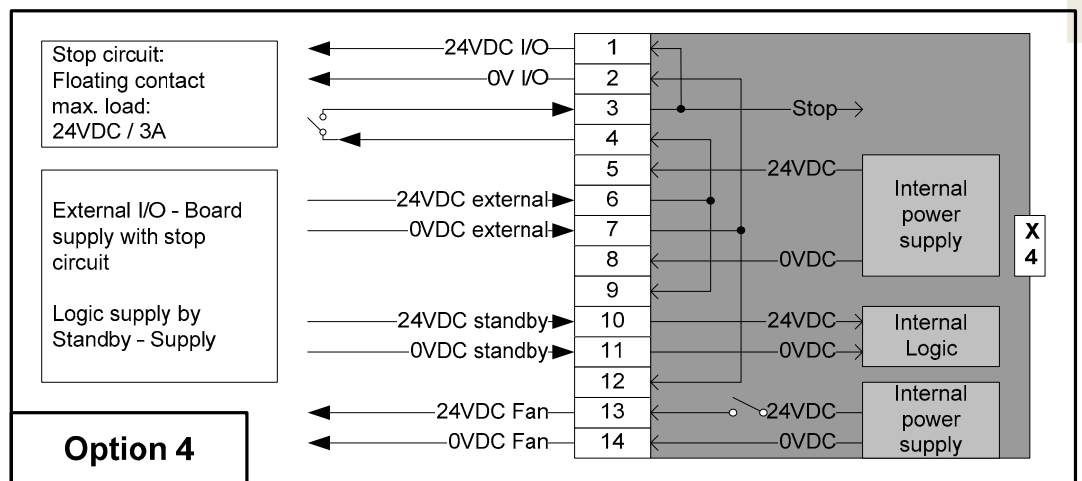 Stop circuit:
Floating contact
max. load:
24VDC / 3A
External I/O - Board
supply with stop
circuit
Logic supply by
Standby - Supply
Option 4
24VDC I/O
0V I/O
24VDC external
0VDC external
24VDC standby
0VDC standby
24VDC Fan
0VDC Fan
1
2
3
4
5
6
7
8
9
10
11
12
13
14
Stop
24VDC
0VDC
24VDC
0VDC
24VDC
0VDC
Internal
power
supply
Internal
Logic
Internal
power
supply
X
4